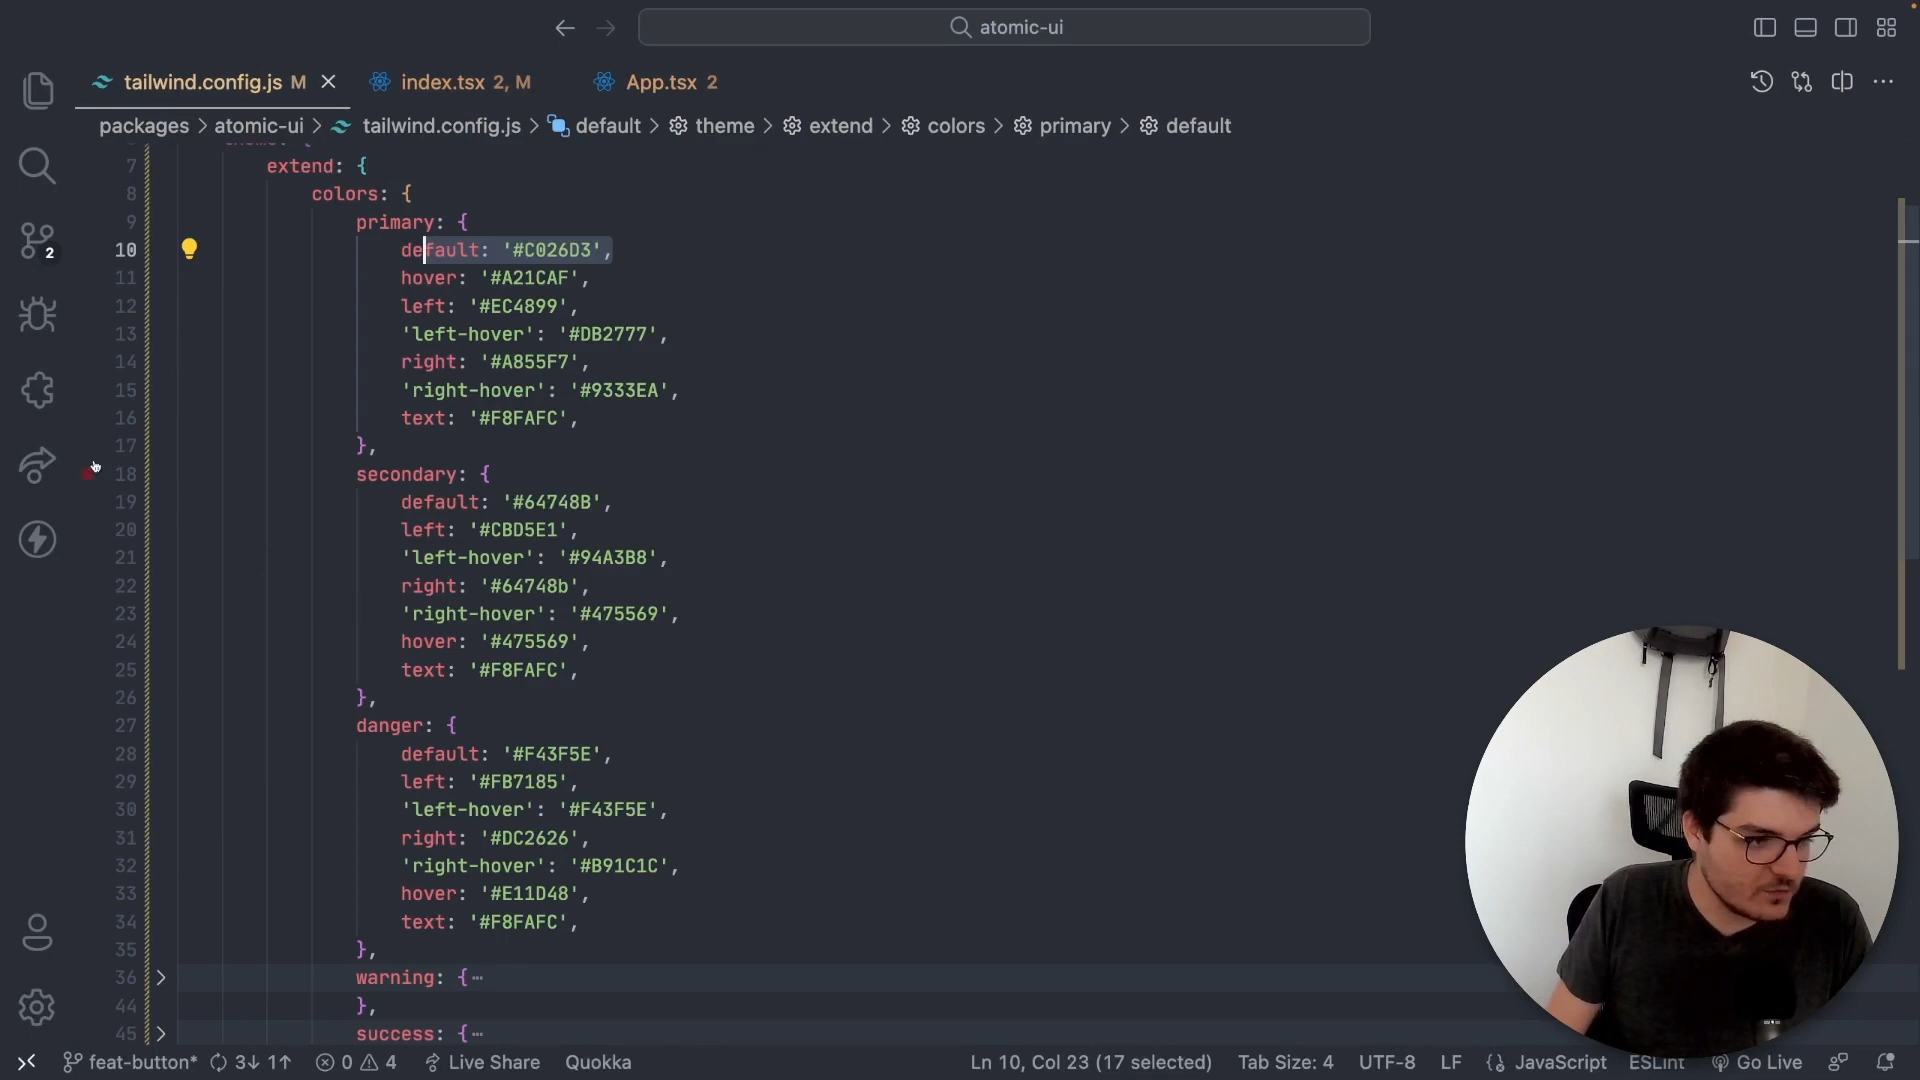 atomic-ui
tailwind.config.js M
index.tsx 2, M
App.tsx 2
packages > atomic-ui > tailwind.config.js > default > theme > extend > colors > primary > default
7 extend: {
8 colors: {
9 primary: {
10 default: '#C026D3',
11 hover: '#A21CAF',
12 left: '#EC4899',
13 'left-hover': '#DB2777',
14 right: '#A855F7',
15 'right-hover': '#9333EA',
16 text: '#F8FAFC',
17 },
18 secondary: {
19 default: '#64748B',
20 left: '#CBD5E1',
21 'left-hover': '#94A3B8',
22 right: '#64748b',
23 'right-hover': '#475569',
24 hover: '#475569',
25 text: '#F8FAFC',
26 },
27 danger: {
28 default: '#F43F5E',
29 left: '#FB7185',
30 'left-hover': '#F43F5E',
31 right: '#DC2626',
32 'right-hover': '#B91C1C',
33 hover: '#E11D48',
34 text: '#F8FAFC',
35 },
36 warning: {⋯
44 },
45 success: {⋯
2
feat-button* 3↓ 1↑ 0 4 Live Share Quokka Ln 10, Col 23 (17 selected) Tab Size: 4 UTF-8 LF {} JavaScript ESLint Go Live